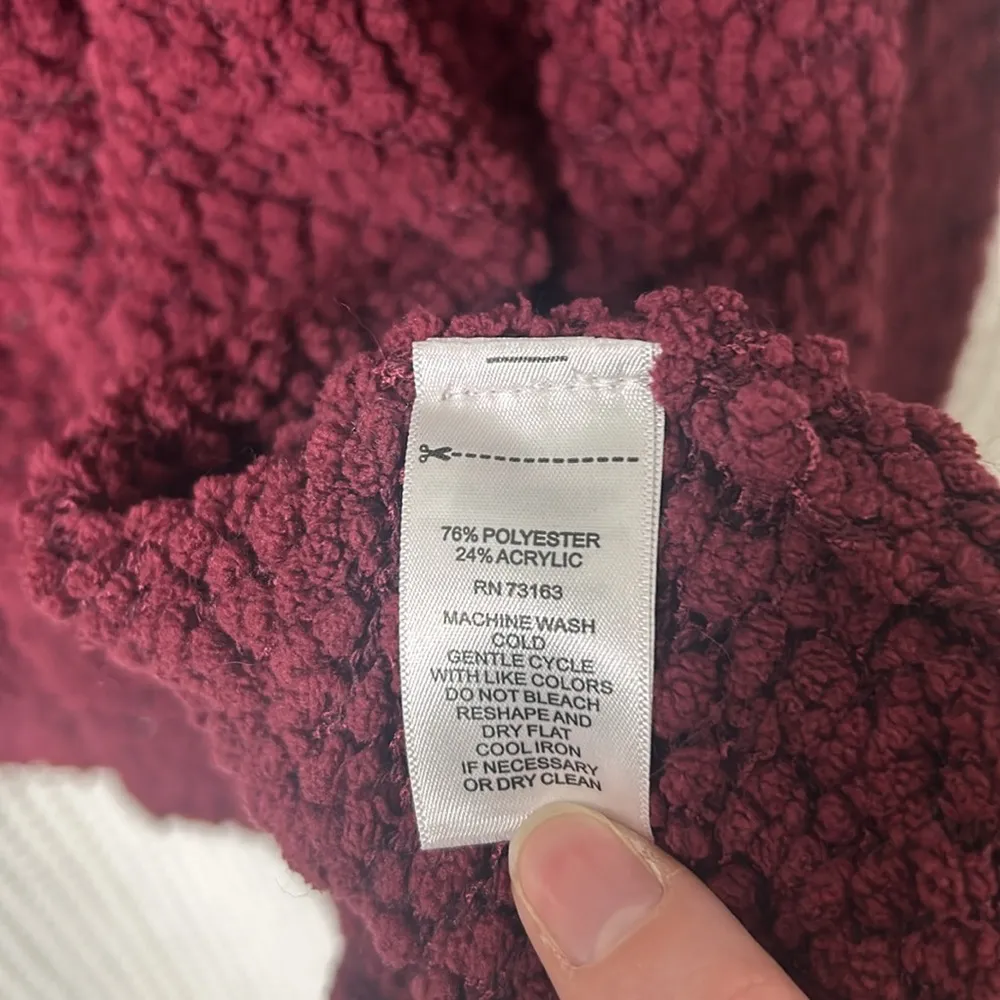 76% POLYESTER
24% ACRYLIC
RN 73163
MACHINE WASH
COLD
GENTLE CYCLE
WITH LIKE COLORS
DO NOT BLEACH
RESHAPE AND
DRY FLAT
COOL IRON
IF NECESSARY
OR DRY CLEAN